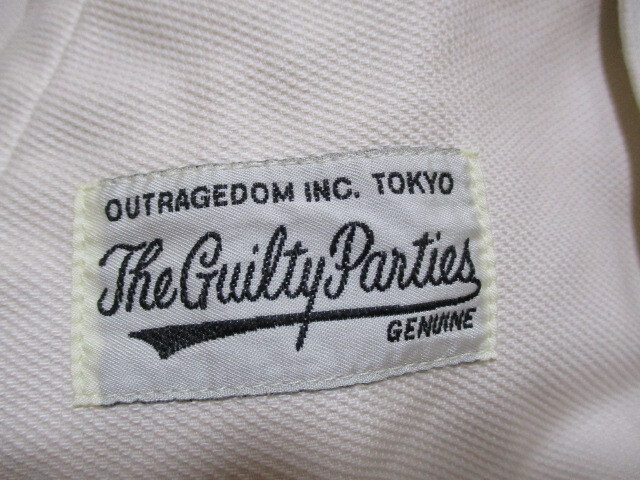 OUTRAGEDOM INC. TOKYO
The Guilty Parties
GENUINE